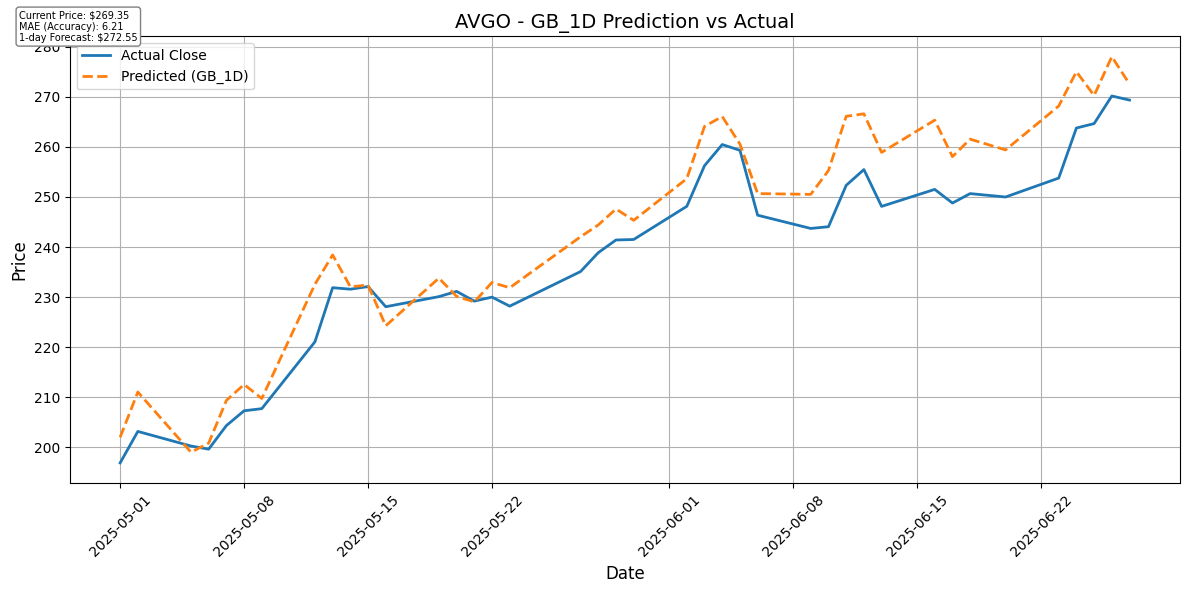 Current Price: $269.35
MAE (Accuracy): 6.21
1-day Forecast: $272.55
AVGO - GB_1D Prediction vs Actual
Actual Close
Predicted (GB_1D)
Price
280
270
260
250
240
230
220
210
200
2025-05-01
2025-05-08
2025-05-15
2025-05-22
2025-06-01
2025-06-08
2025-06-15
2025-06-22
Date